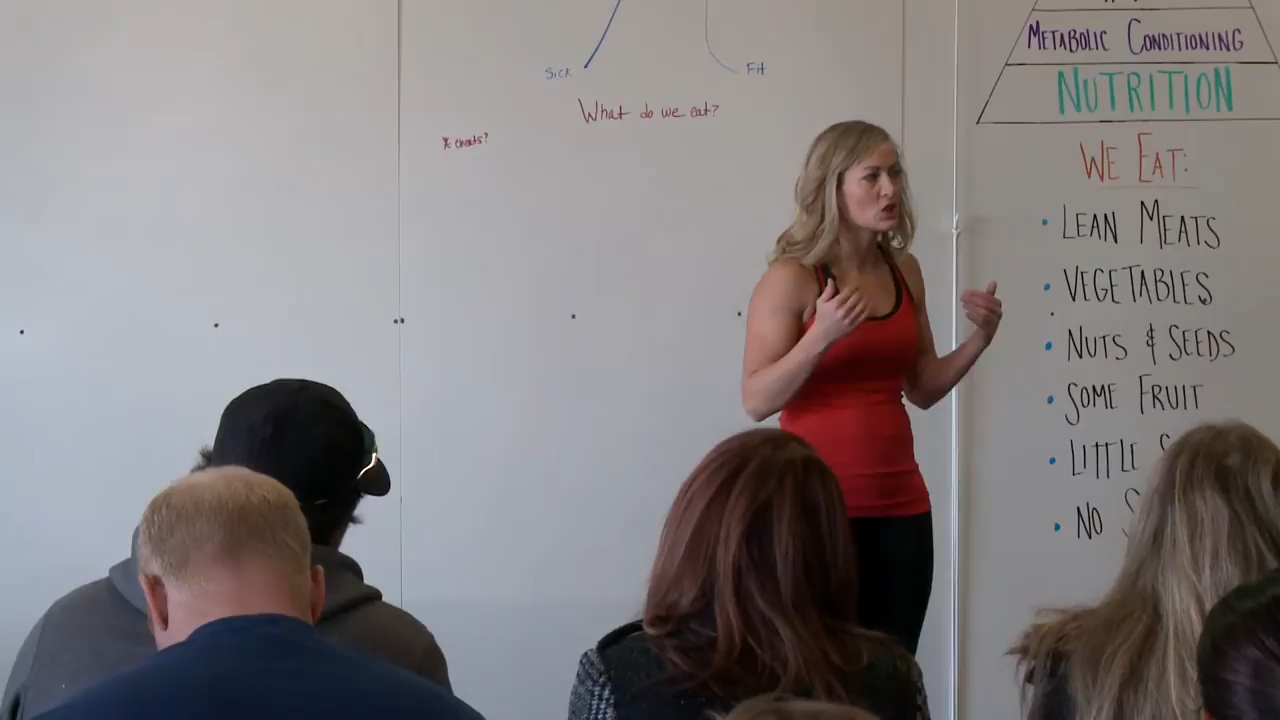 Sick
Fit
What do we eat?
% cheats?
METABOLIC CONDITIONING
NUTRITION
WE EAT:
• LEAN MEATS
• VEGETABLES
• NUTS & SEEDS
• SOME FRUIT
• LITTLE
• NO